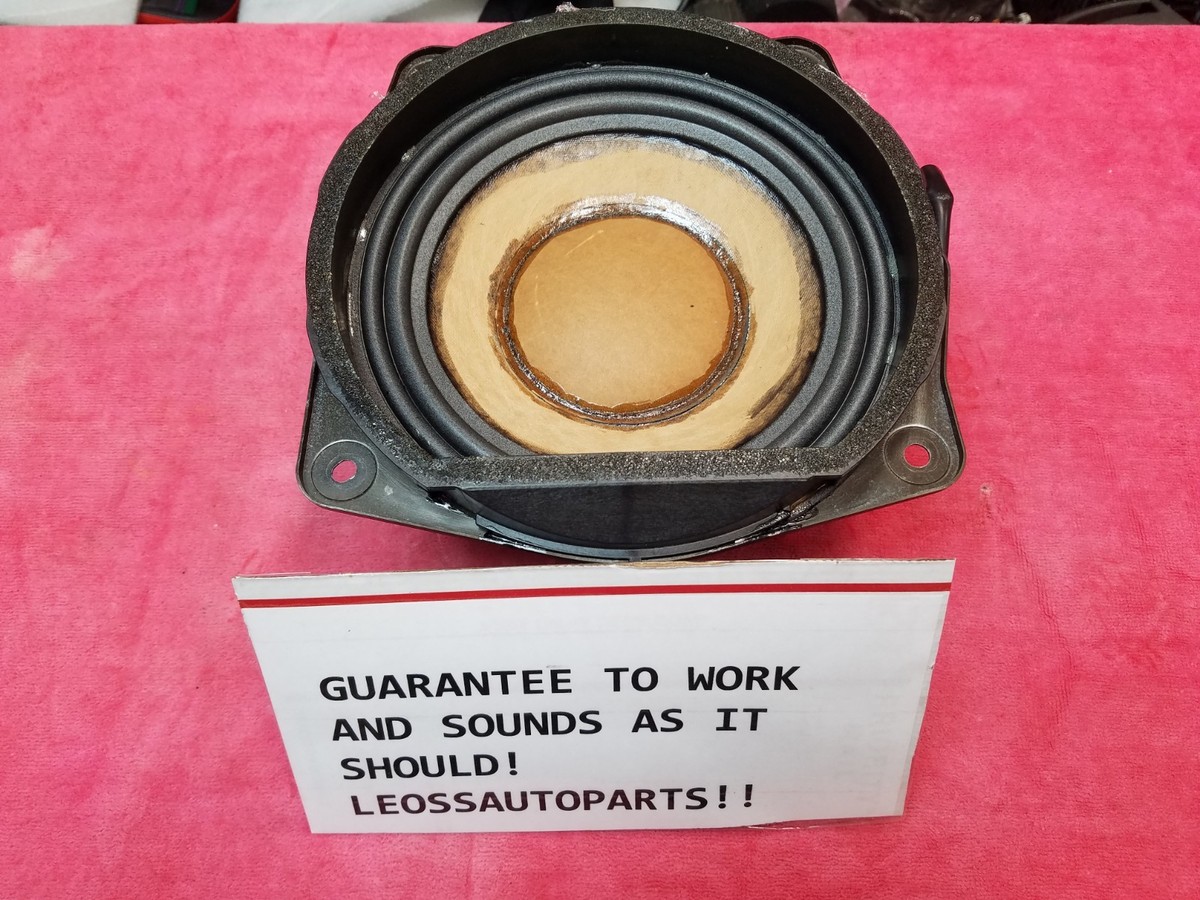 GUARANTEE TO WORK
AND SOUNDS AS IT
SHOULD!
LEOSSAUTOPARTS!!